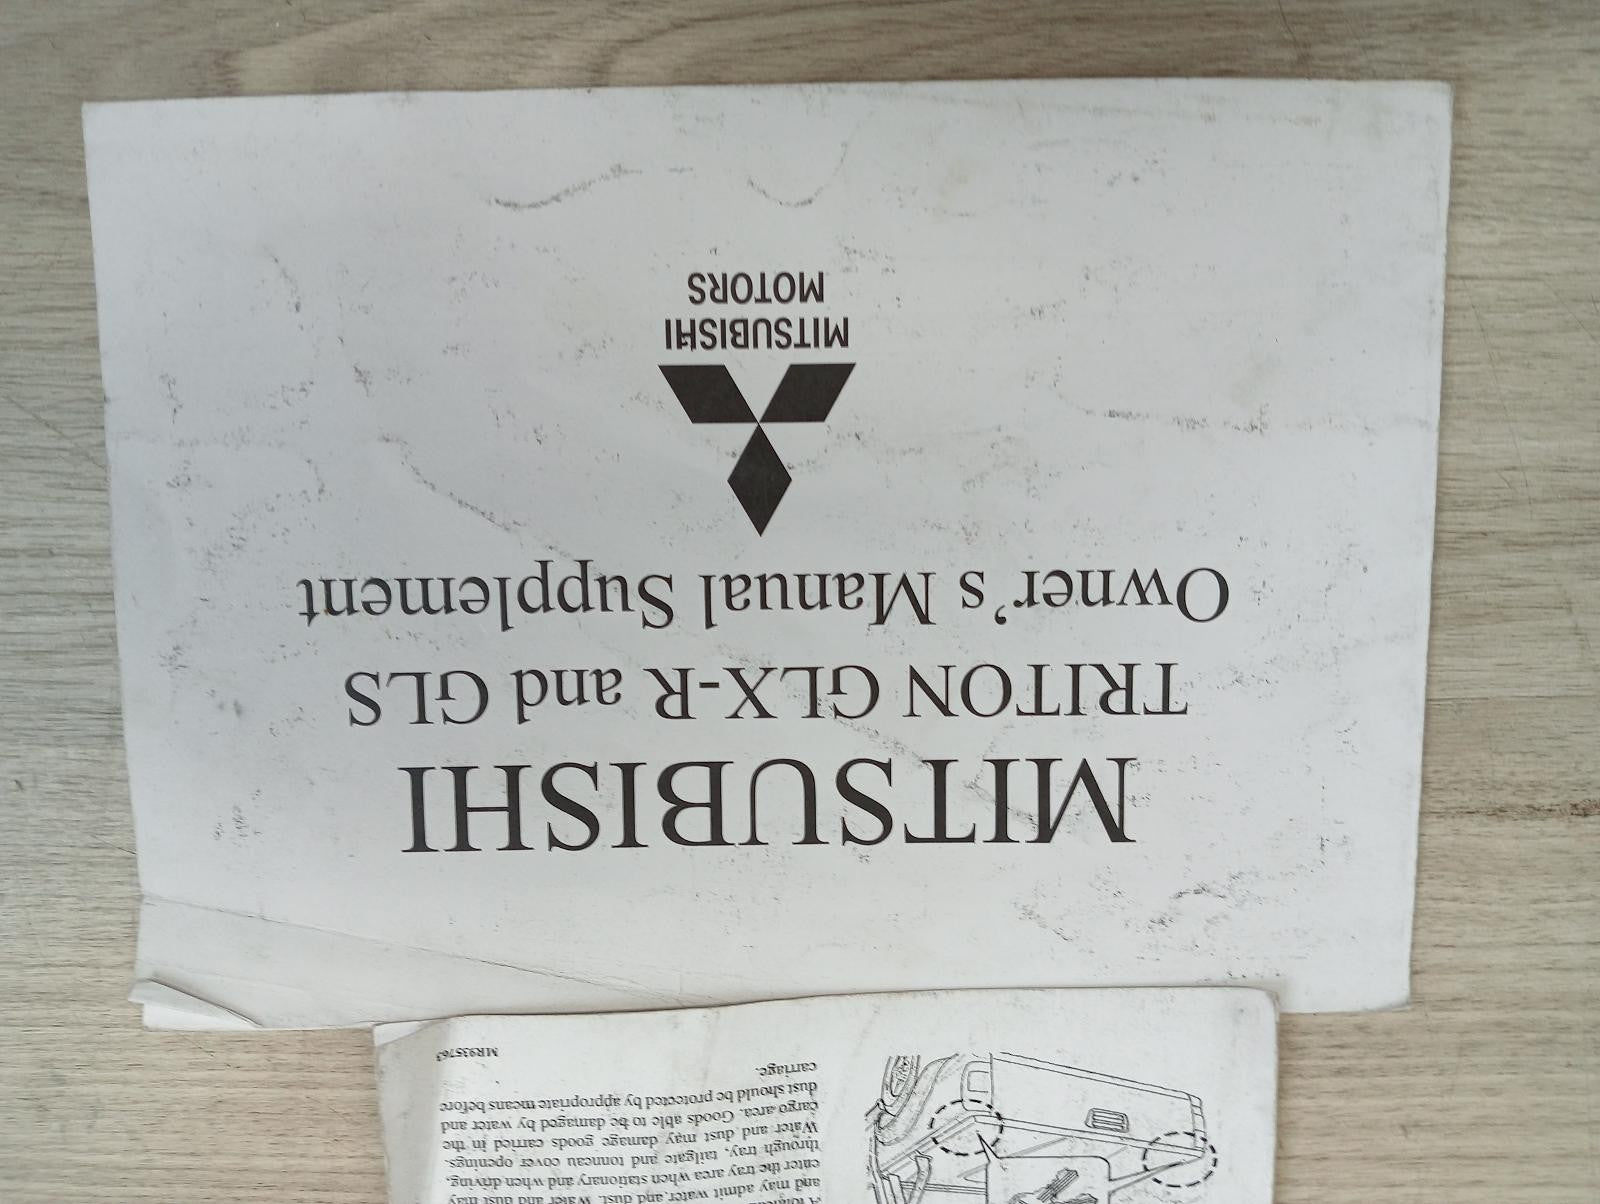 A
and may admit water and dust. Water and dust may
enter the tray area when stationary and when driving,
through tray, tailgate and tonneau cover openings.
Water and dust may damage goods carried in the
cargo area. Goods able to be damaged by water and
dust should be protected by appropriate means before
carriage.
MR935763
MITSUBISHI
TRITON GLX-R and GLS
Owner's Manual Supplement
MITSUBISHI
MOTORS